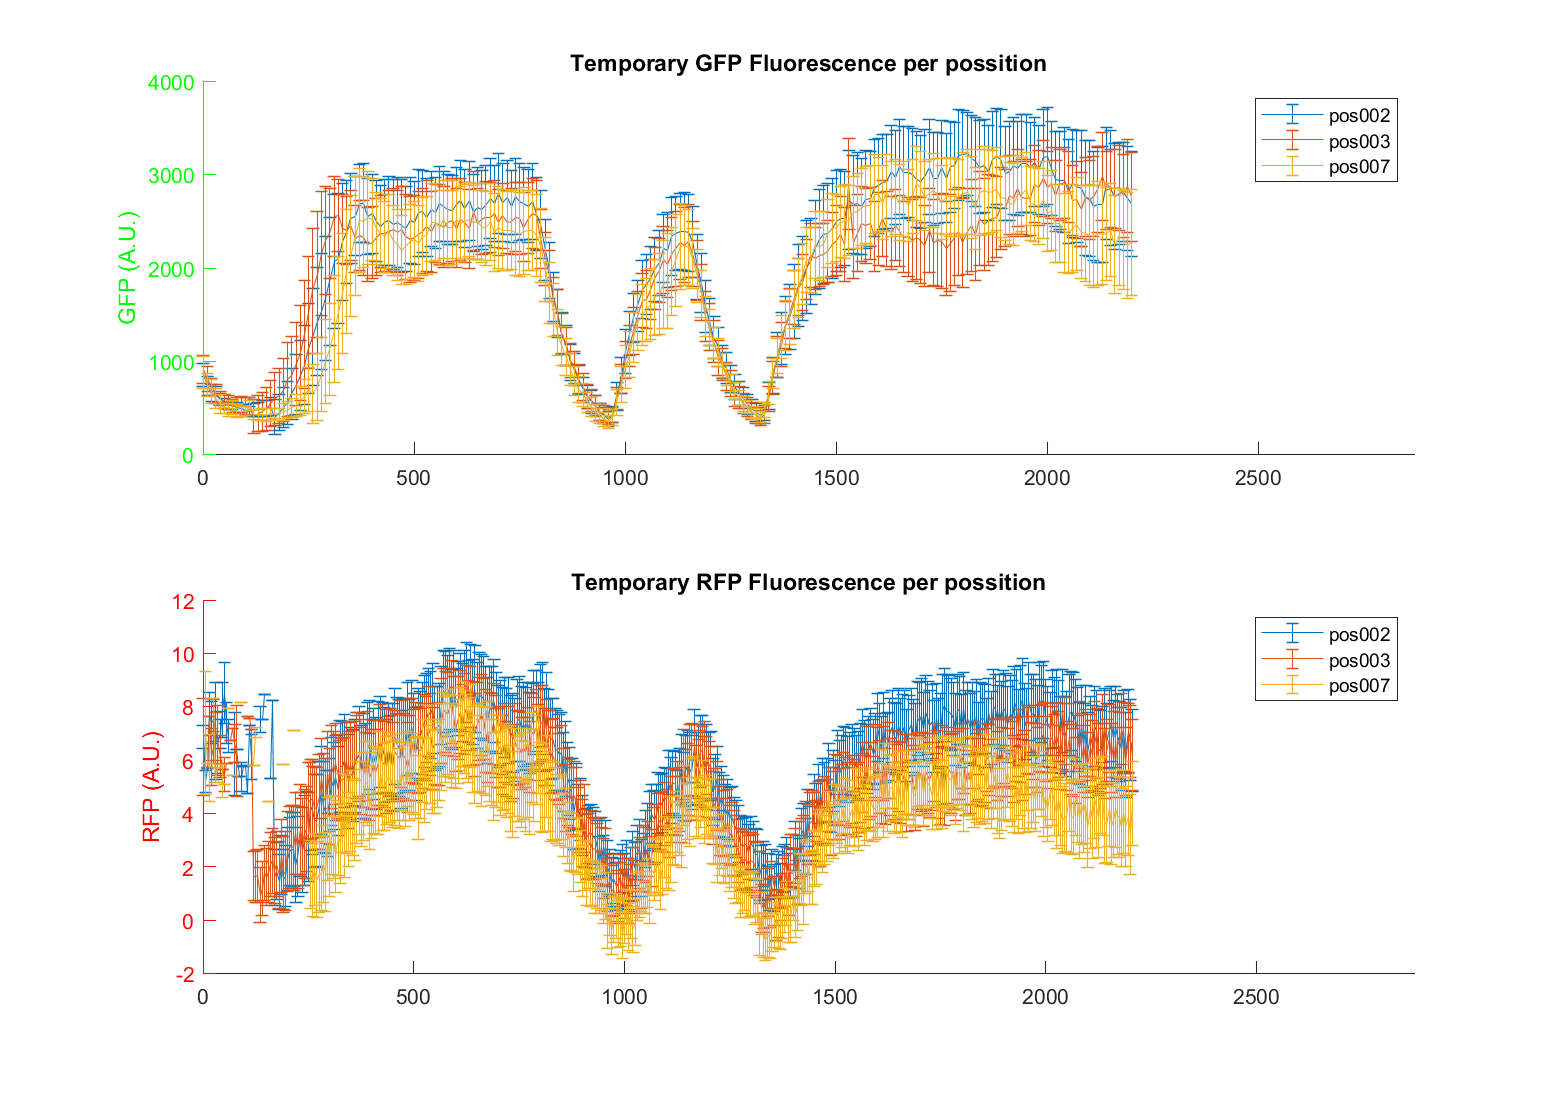 Temporary GFP Fluorescence per possition
4000
3000
2000
1000
0
GFP (A.U.)
0 500 1000 1500 2000 2500
pos002
pos003
pos007
Temporary RFP Fluorescence per possition
12
10
8
6
4
2
0
-2
RFP (A.U.)
0 500 1000 1500 2000 2500
pos002
pos003
pos007